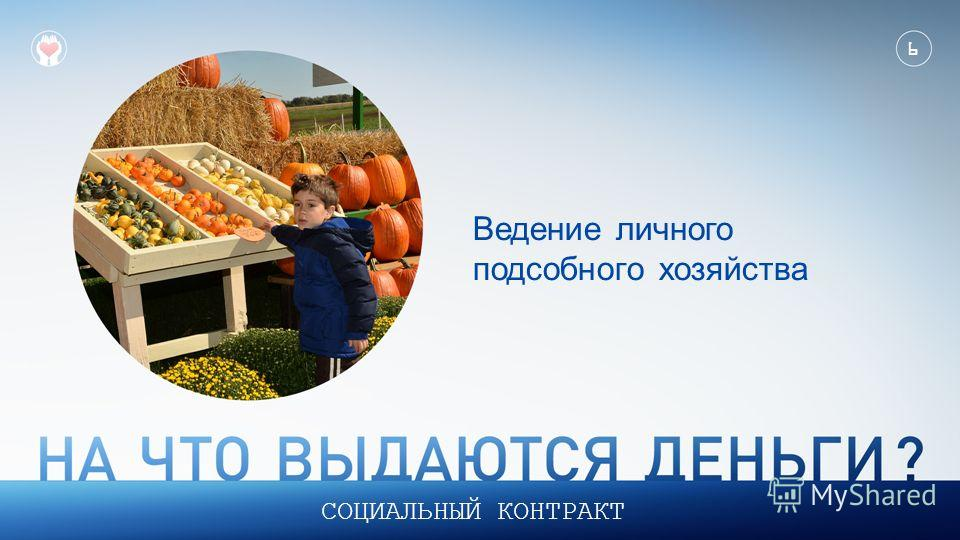 Ь
Ведение личного
подсобного хозяйства
НА ЧТО ВЫДАЮТСЯ ДЕНЬГИ?
СОЦИАЛЬНЫЙ КОНТРАКТ
MyShared